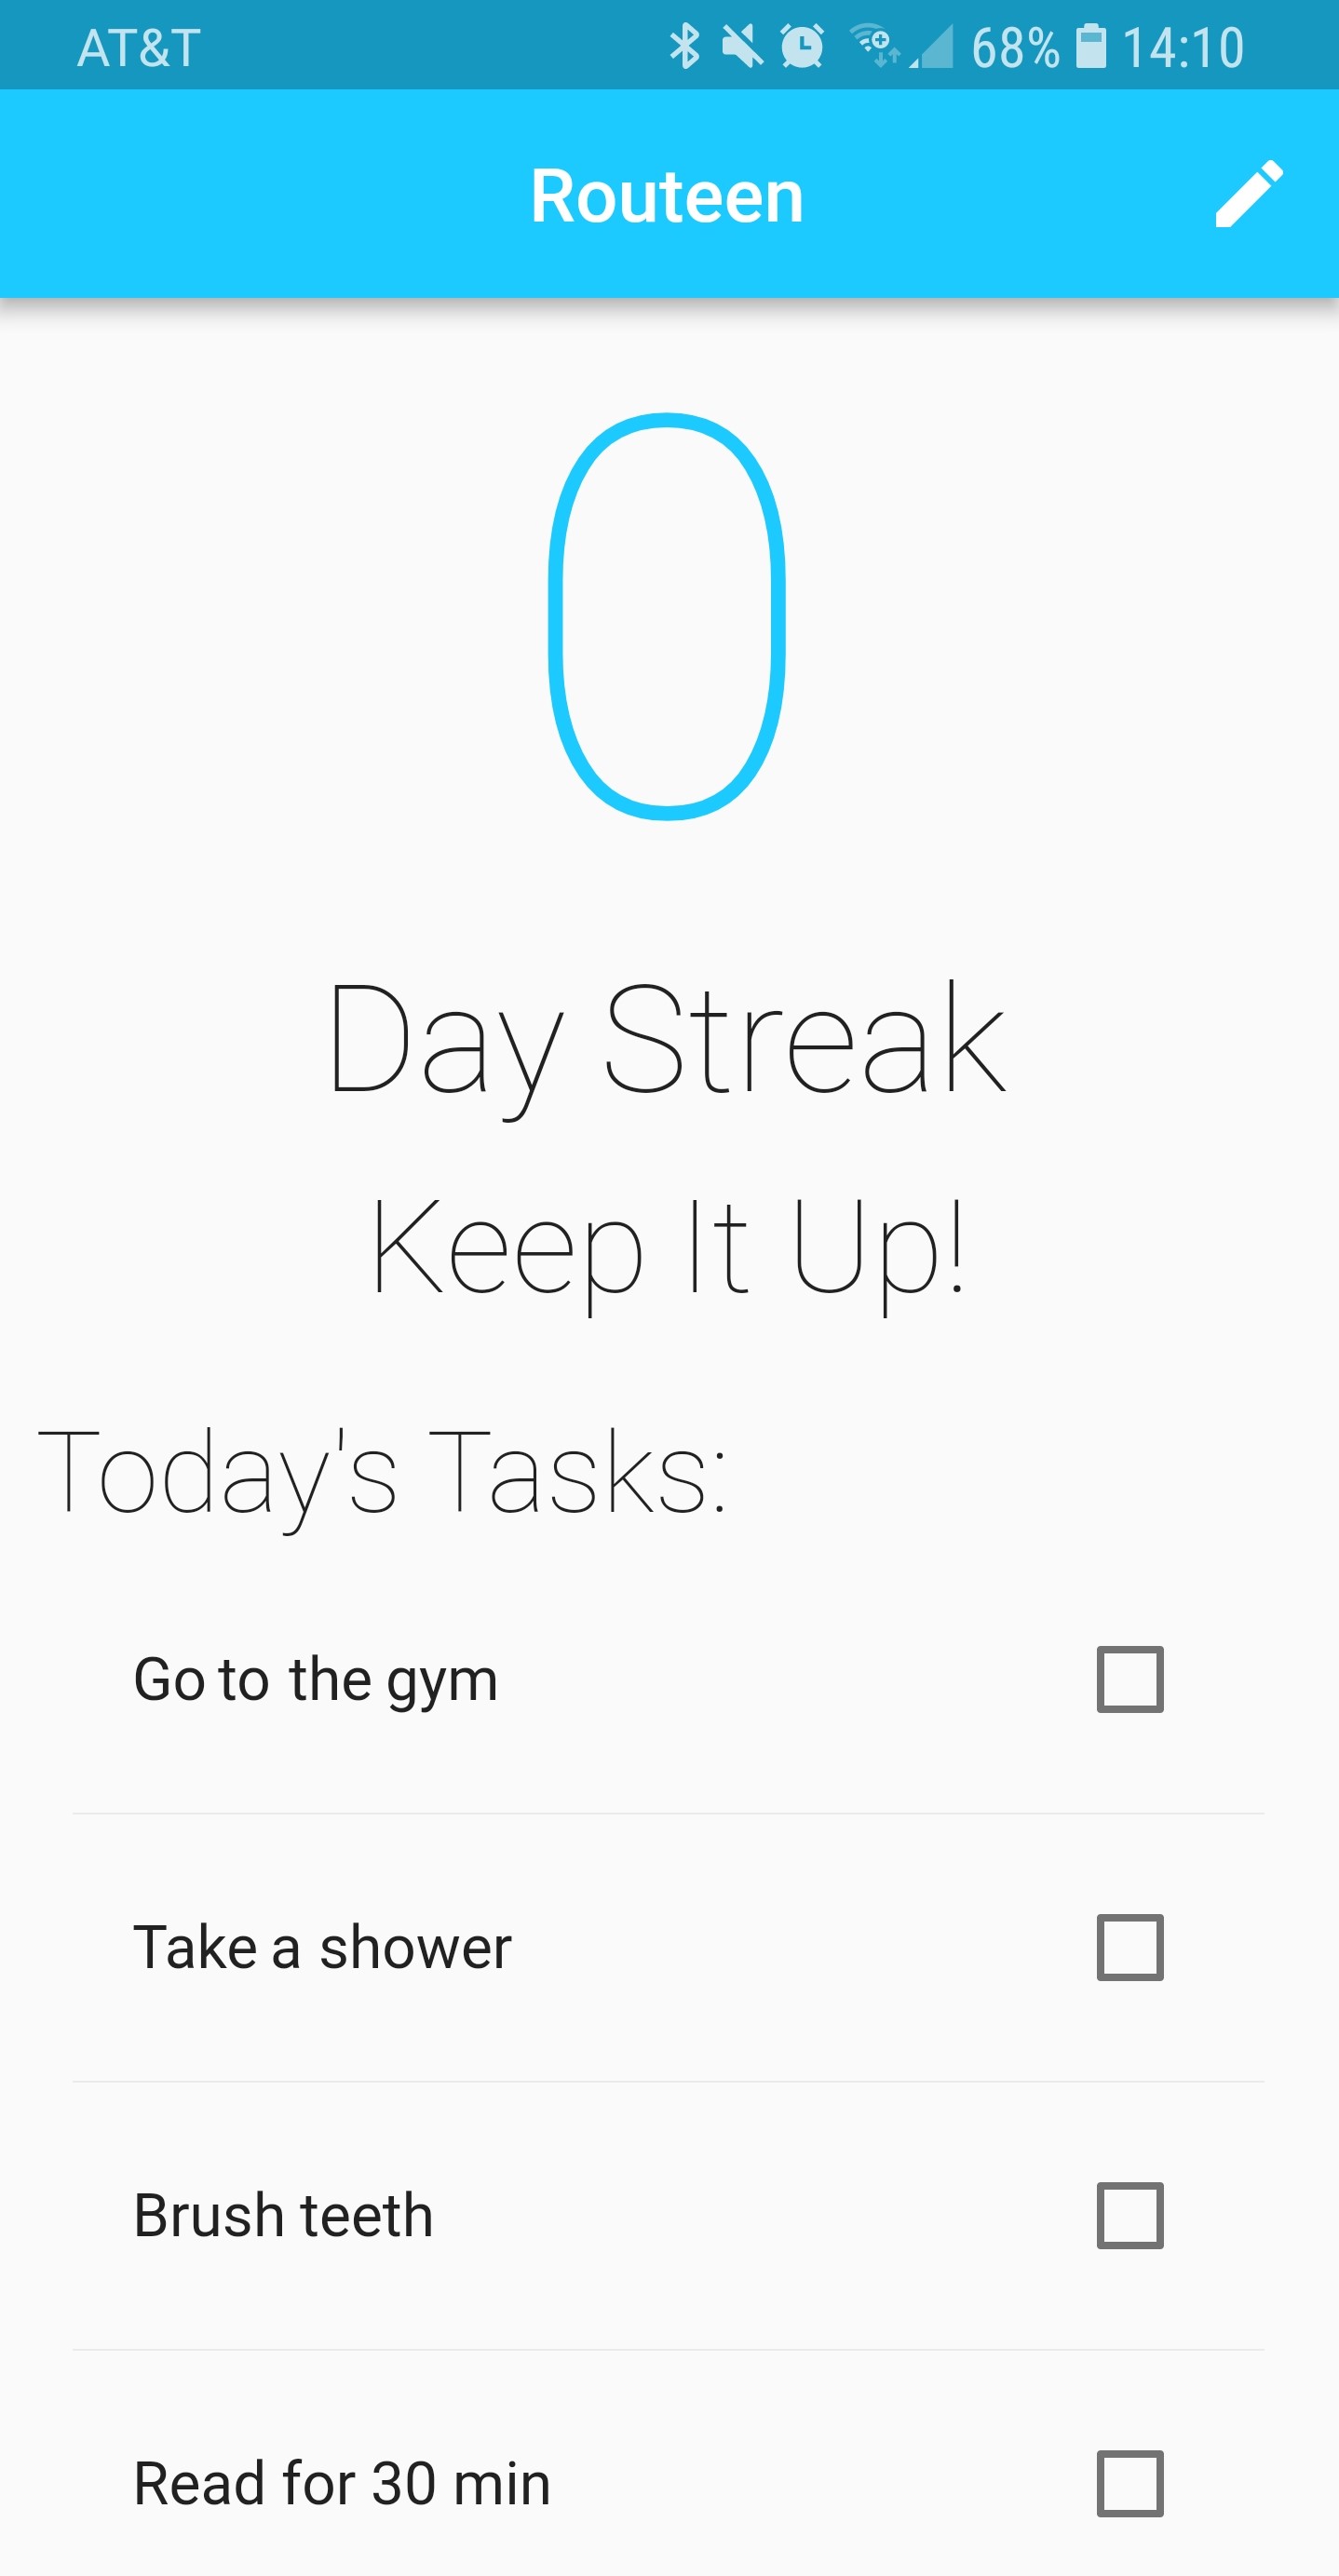 AT&T 68% 14:10
Routeen
0
Day Streak
Keep It Up!
Today's Tasks:
Go to the gym
Take a shower
Brush teeth
Read for 30 min